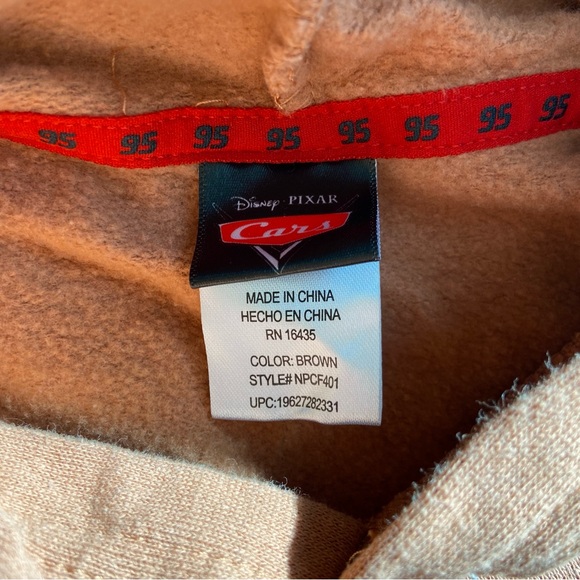 95 95 95 95 95 95 95 95
Disney · PIXAR
Cars
MADE IN CHINA
HECHO EN CHINA
RN 16435
COLOR: BROWN
STYLE# NPCF401
UPC:19627282331